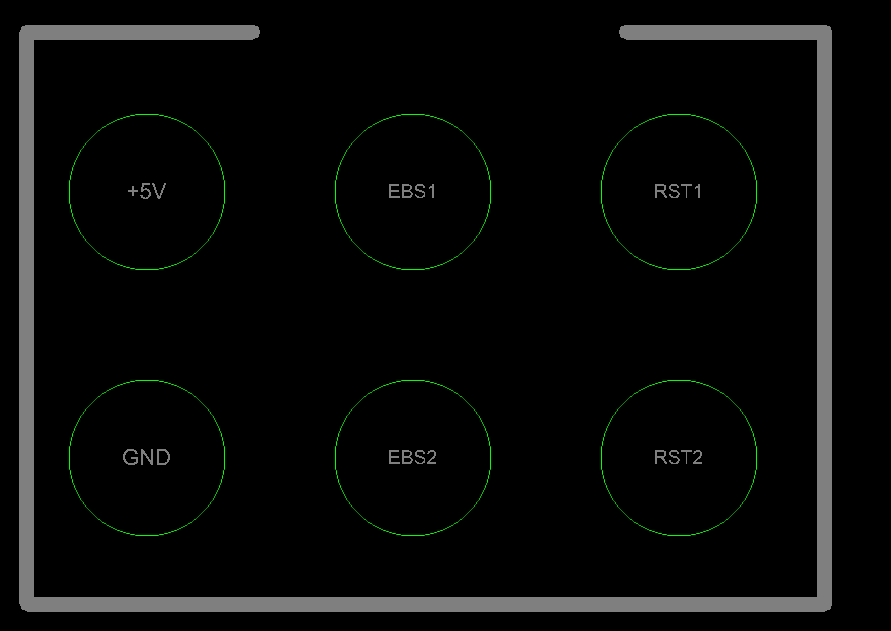 +5V EBS1 RST1
GND EBS2 RST2